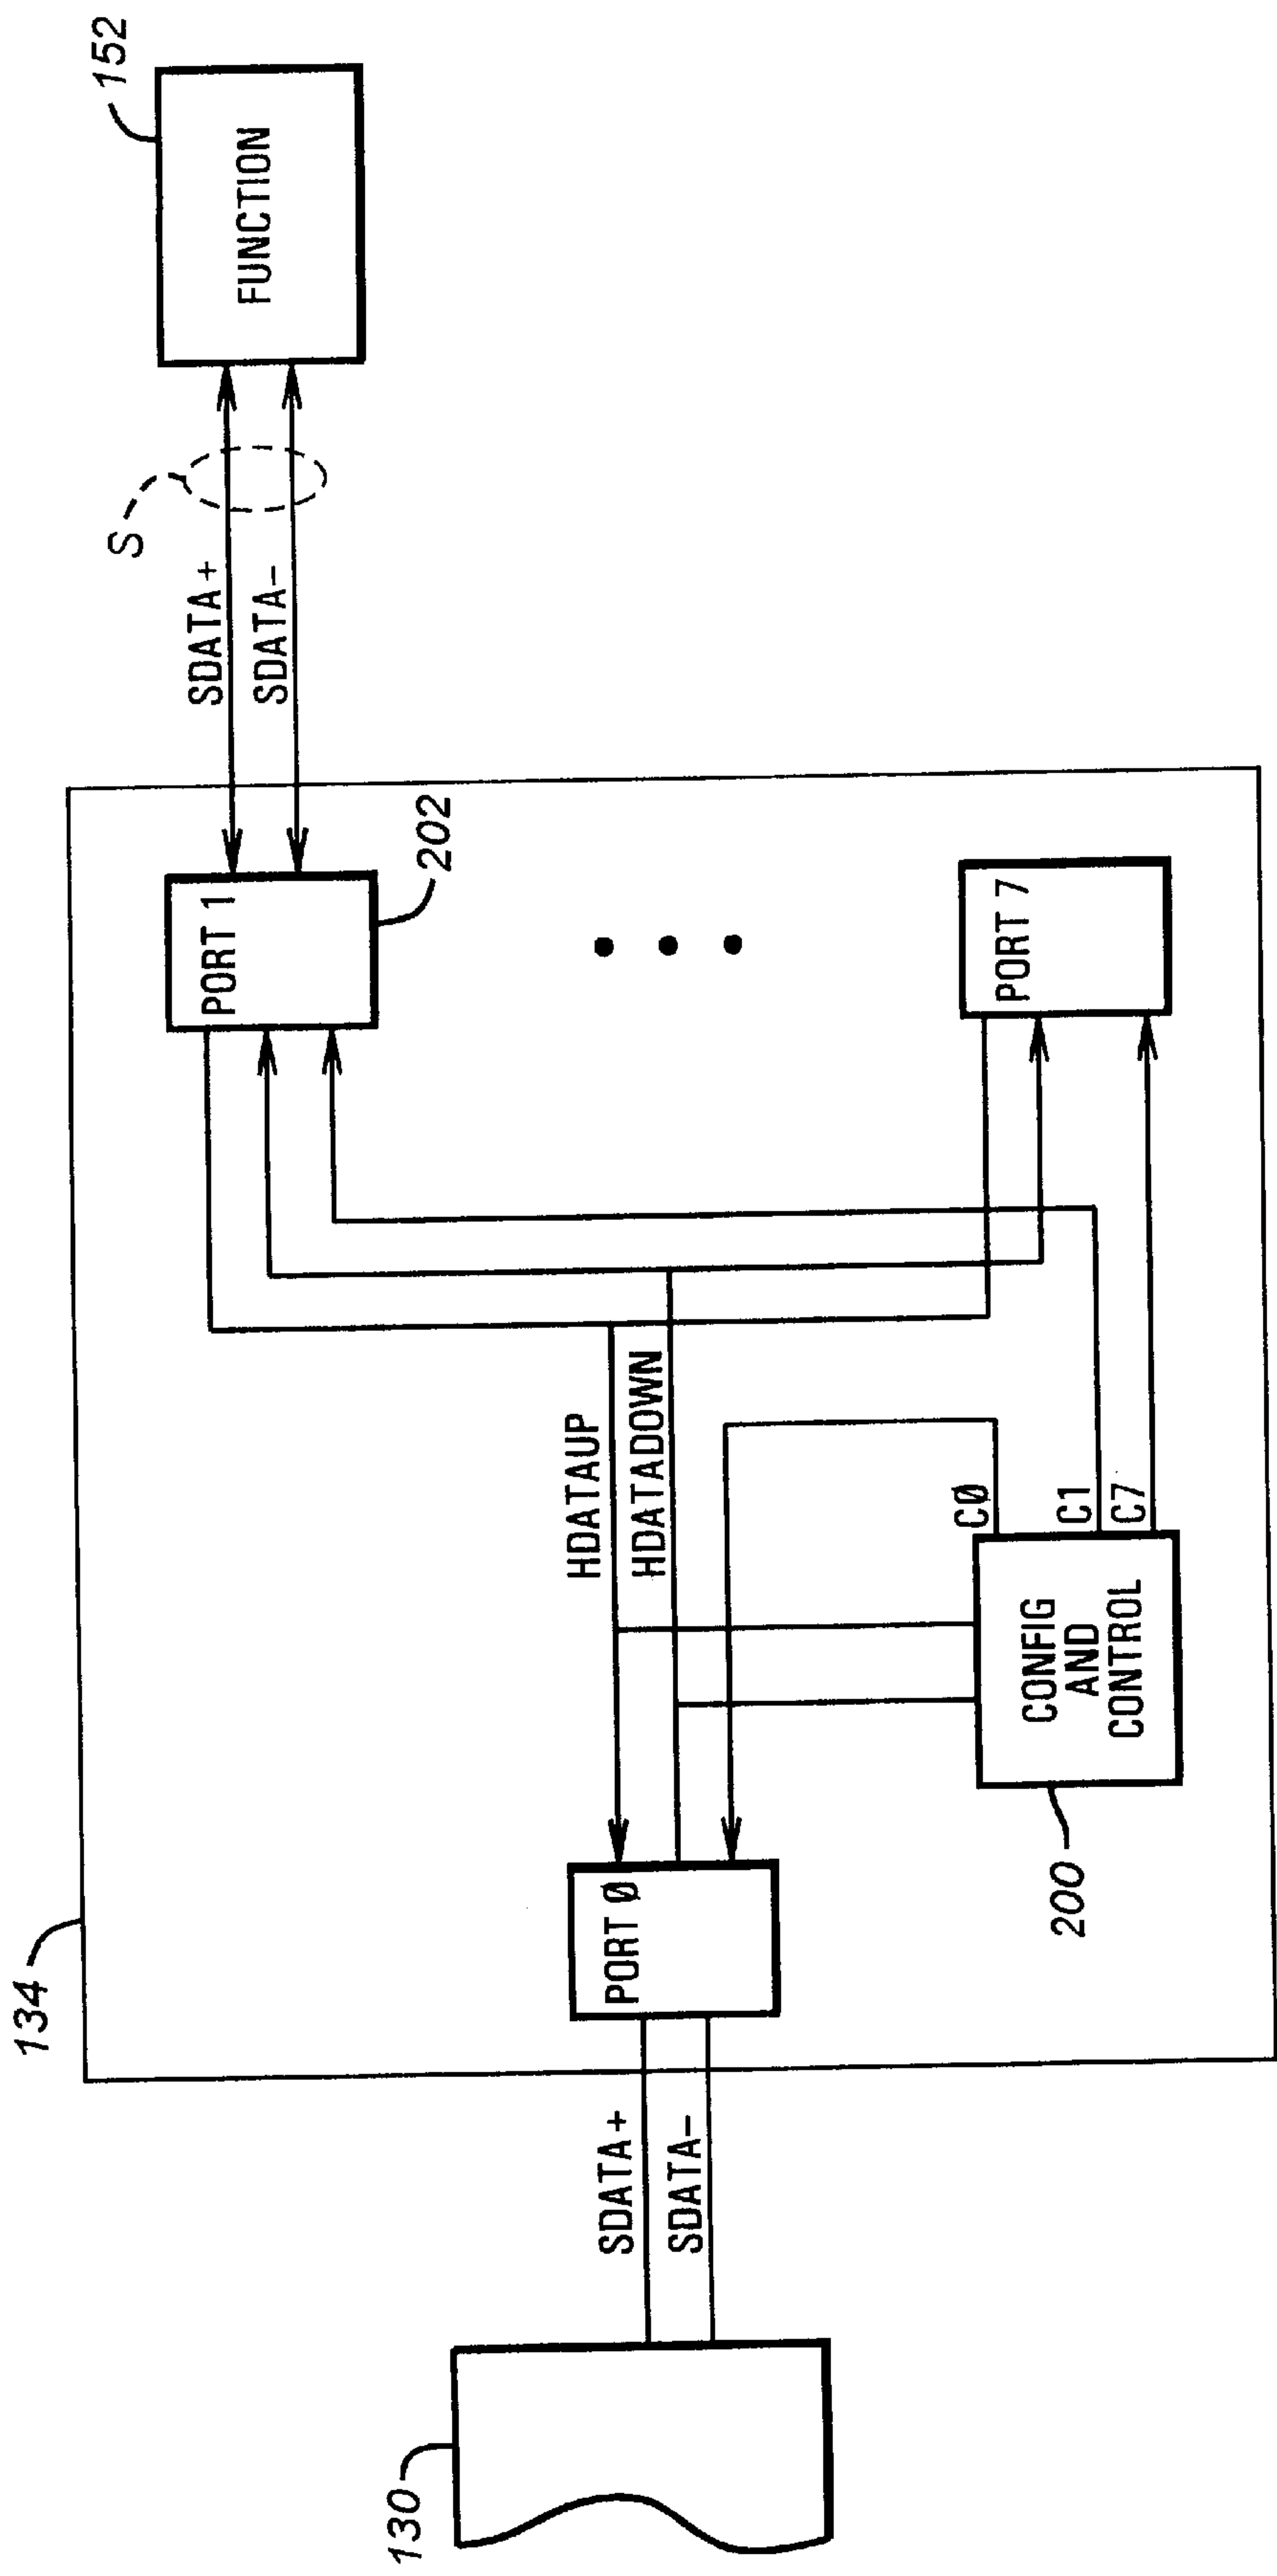 134
130
SDATA+
SDATA-
PORT Ø
HDATAUP
HDATADOWN
CØ
C1
C7
CONFIG
AND
CONTROL
200
PORT 1
202
PORT 7
SDATA+
SDATA-
S
FUNCTION
152